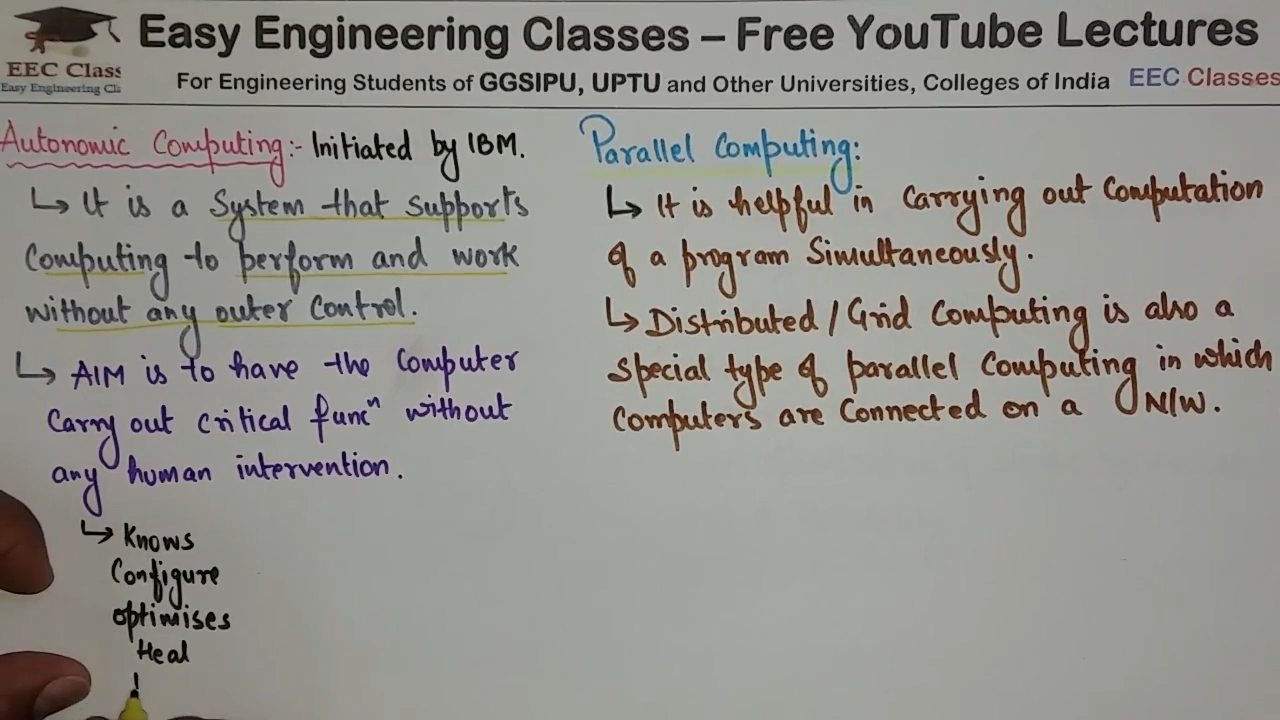 Easy Engineering Classes – Free YouTube Lectures
EEC Class
Easy Engineering Cla
For Engineering Students of GGSIPU, UPTU and Other Universities, Colleges of India EEC Classes
Autonomic Computing:- Initiated by IBM.
↳ It is a System that supports
Computing to perform and work
without any outer Control.
↳ AIM is to have the Computer
Carry out critical funcⁿ without
any human intervention.
↳ Knows
Configure
optimises
Heal
Parallel Computing:
↳ It is helpful in Carrying out Computation
of a program Simultaneously.
↳ Distributed / Grid Computing is also a
Special type of parallel Computing in which
Computers are Connected on a N/W.